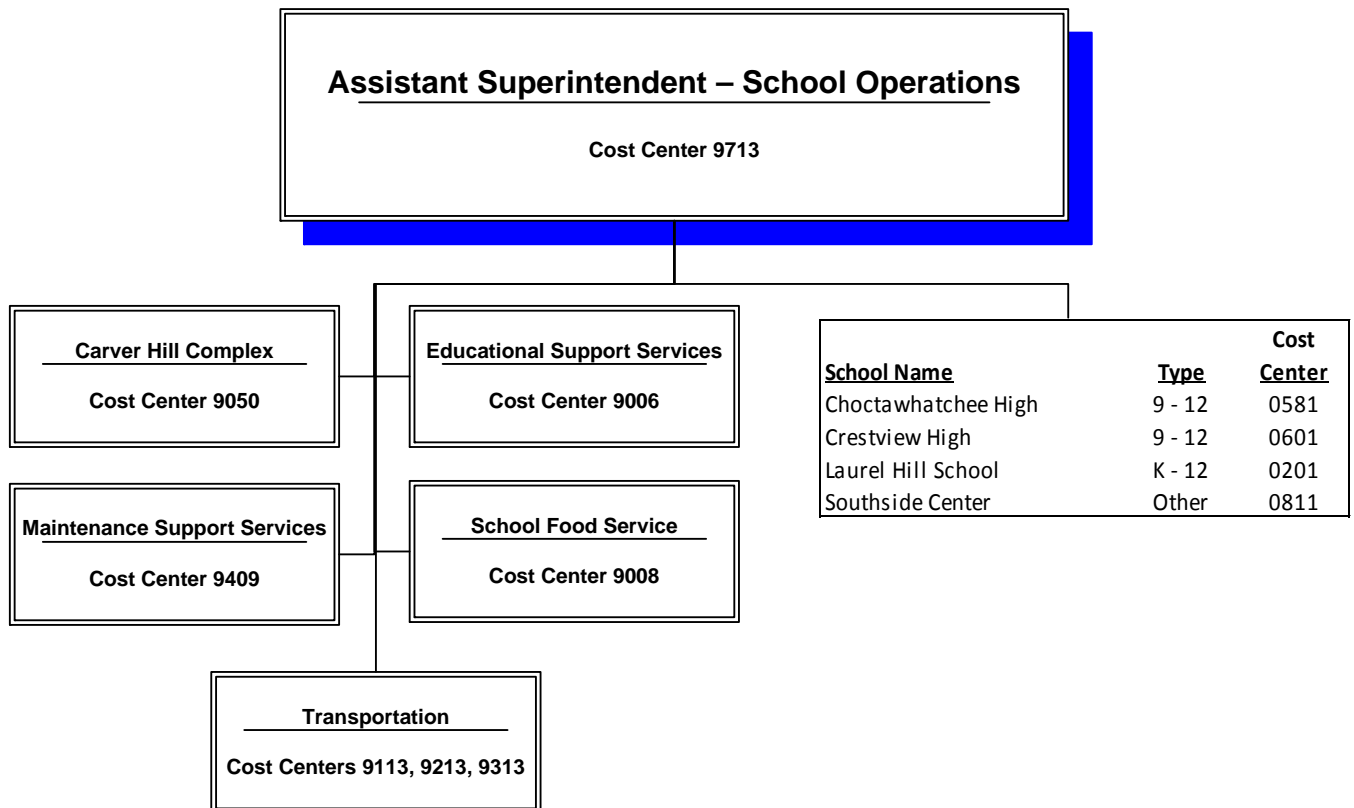 Assistant Superintendent – School Operations
Cost Center 9713
Carver Hill Complex
Cost Center 9050
Educational Support Services
Cost Center 9006
Maintenance Support Services
Cost Center 9409
School Food Service
Cost Center 9008
Transportation
Cost Centers 9113, 9213, 9313
Cost
School Name Type Center
Choctawhatchee High 9 - 12 0581
Crestview High 9 - 12 0601
Laurel Hill School K - 12 0201
Southside Center Other 0811